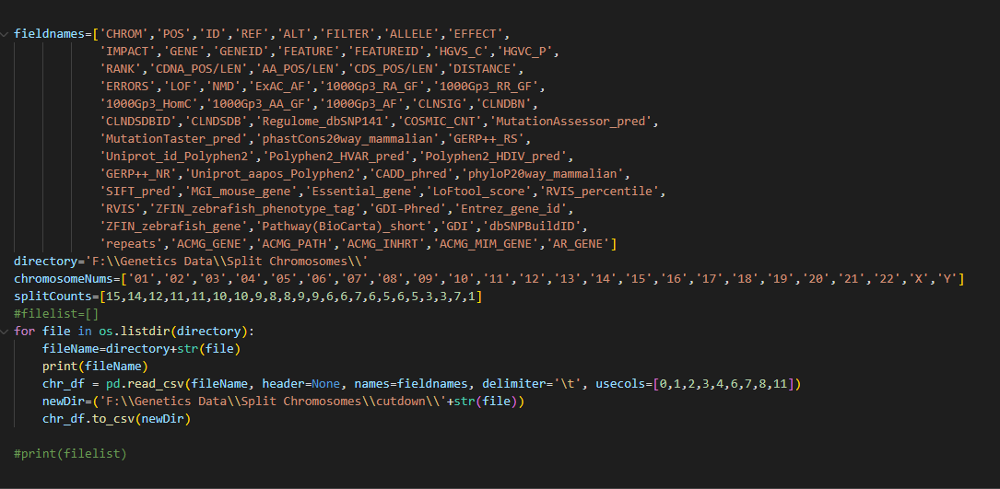 fieldnames=['CHROM','POS','ID','REF','ALT','FILTER','ALLELE','EFFECT',
'IMPACT','GENE','GENEID','FEATURE','FEATUREID','HGVS_C','HGVC_P',
'RANK','CDNA_POS/LEN','AA_POS/LEN','CDS_POS/LEN','DISTANCE',
'ERRORS','LOF','NMD','ExAC_AF','1000Gp3_RA_GF','1000Gp3_RR_GF',
'1000Gp3_HomC','1000Gp3_AA_GF','1000Gp3_AF','CLNSIG','CLNDBN',
'CLNDSDBID','CLNDSDB','Regulome_dbSNP141','COSMIC_CNT','MutationAssessor_pred',
'MutationTaster_pred','phastCons20way_mammalian','GERP++_RS',
'Uniprot_id_Polyphen2','Polyphen2_HVAR_pred','Polyphen2_HDIV_pred',
'GERP++_NR','Uniprot_aapos_Polyphen2','CADD_phred','phyloP20way_mammalian',
'SIFT_pred','MGI_mouse_gene','Essential_gene','LoFtool_score','RVIS_percentile',
'RVIS','ZFIN_zebrafish_phenotype_tag','GDI-Phred','Entrez_gene_id',
'ZFIN_zebrafish_gene','Pathway(BioCarta)_short','GDI','dbSNPBuildID',
'repeats','ACMG_GENE','ACMG_PATH','ACMG_INHRT','ACMG_MIM_GENE','AR_GENE']
directory='F:\\Genetics Data\\Split Chromosomes\\'
chromosomeNums=['01','02','03','04','05','06','07','08','09','10','11','12','13','14','15','16','17','18','19','20','21','22','X','Y']
splitCounts=[15,14,12,11,11,10,10,9,8,8,9,9,6,6,7,6,5,6,5,3,3,7,1]
#filelist=[]
for file in os.listdir(directory):
fileName=directory+str(file)
print(fileName)
chr_df = pd.read_csv(fileName, header=None, names=fieldnames, delimiter='\t', usecols=[0,1,2,3,4,6,7,8,11])
newDir=('F:\\Genetics Data\\Split Chromosomes\\cutdown\\'+str(file))
chr_df.to_csv(newDir)
#print(filelist)